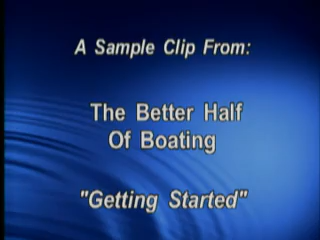 A Sample Clip From:
The Better Half
Of Boating
"Getting Started"